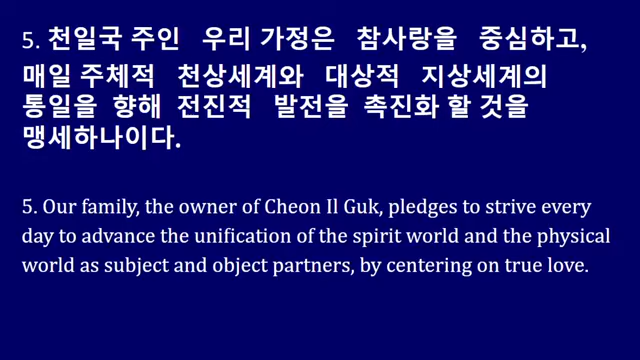 5. 천일국 주인 우리 가정은 참사랑을 중심하고,
매일 주체적 천상세계와 대상적 지상세계의
통일을 향해 전진적 발전을 촉진화 할 것을
맹세하나이다.
5. Our family, the owner of Cheon Il Guk, pledges to strive every
day to advance the unification of the spirit world and the physical
world as subject and object partners, by centering on true love.